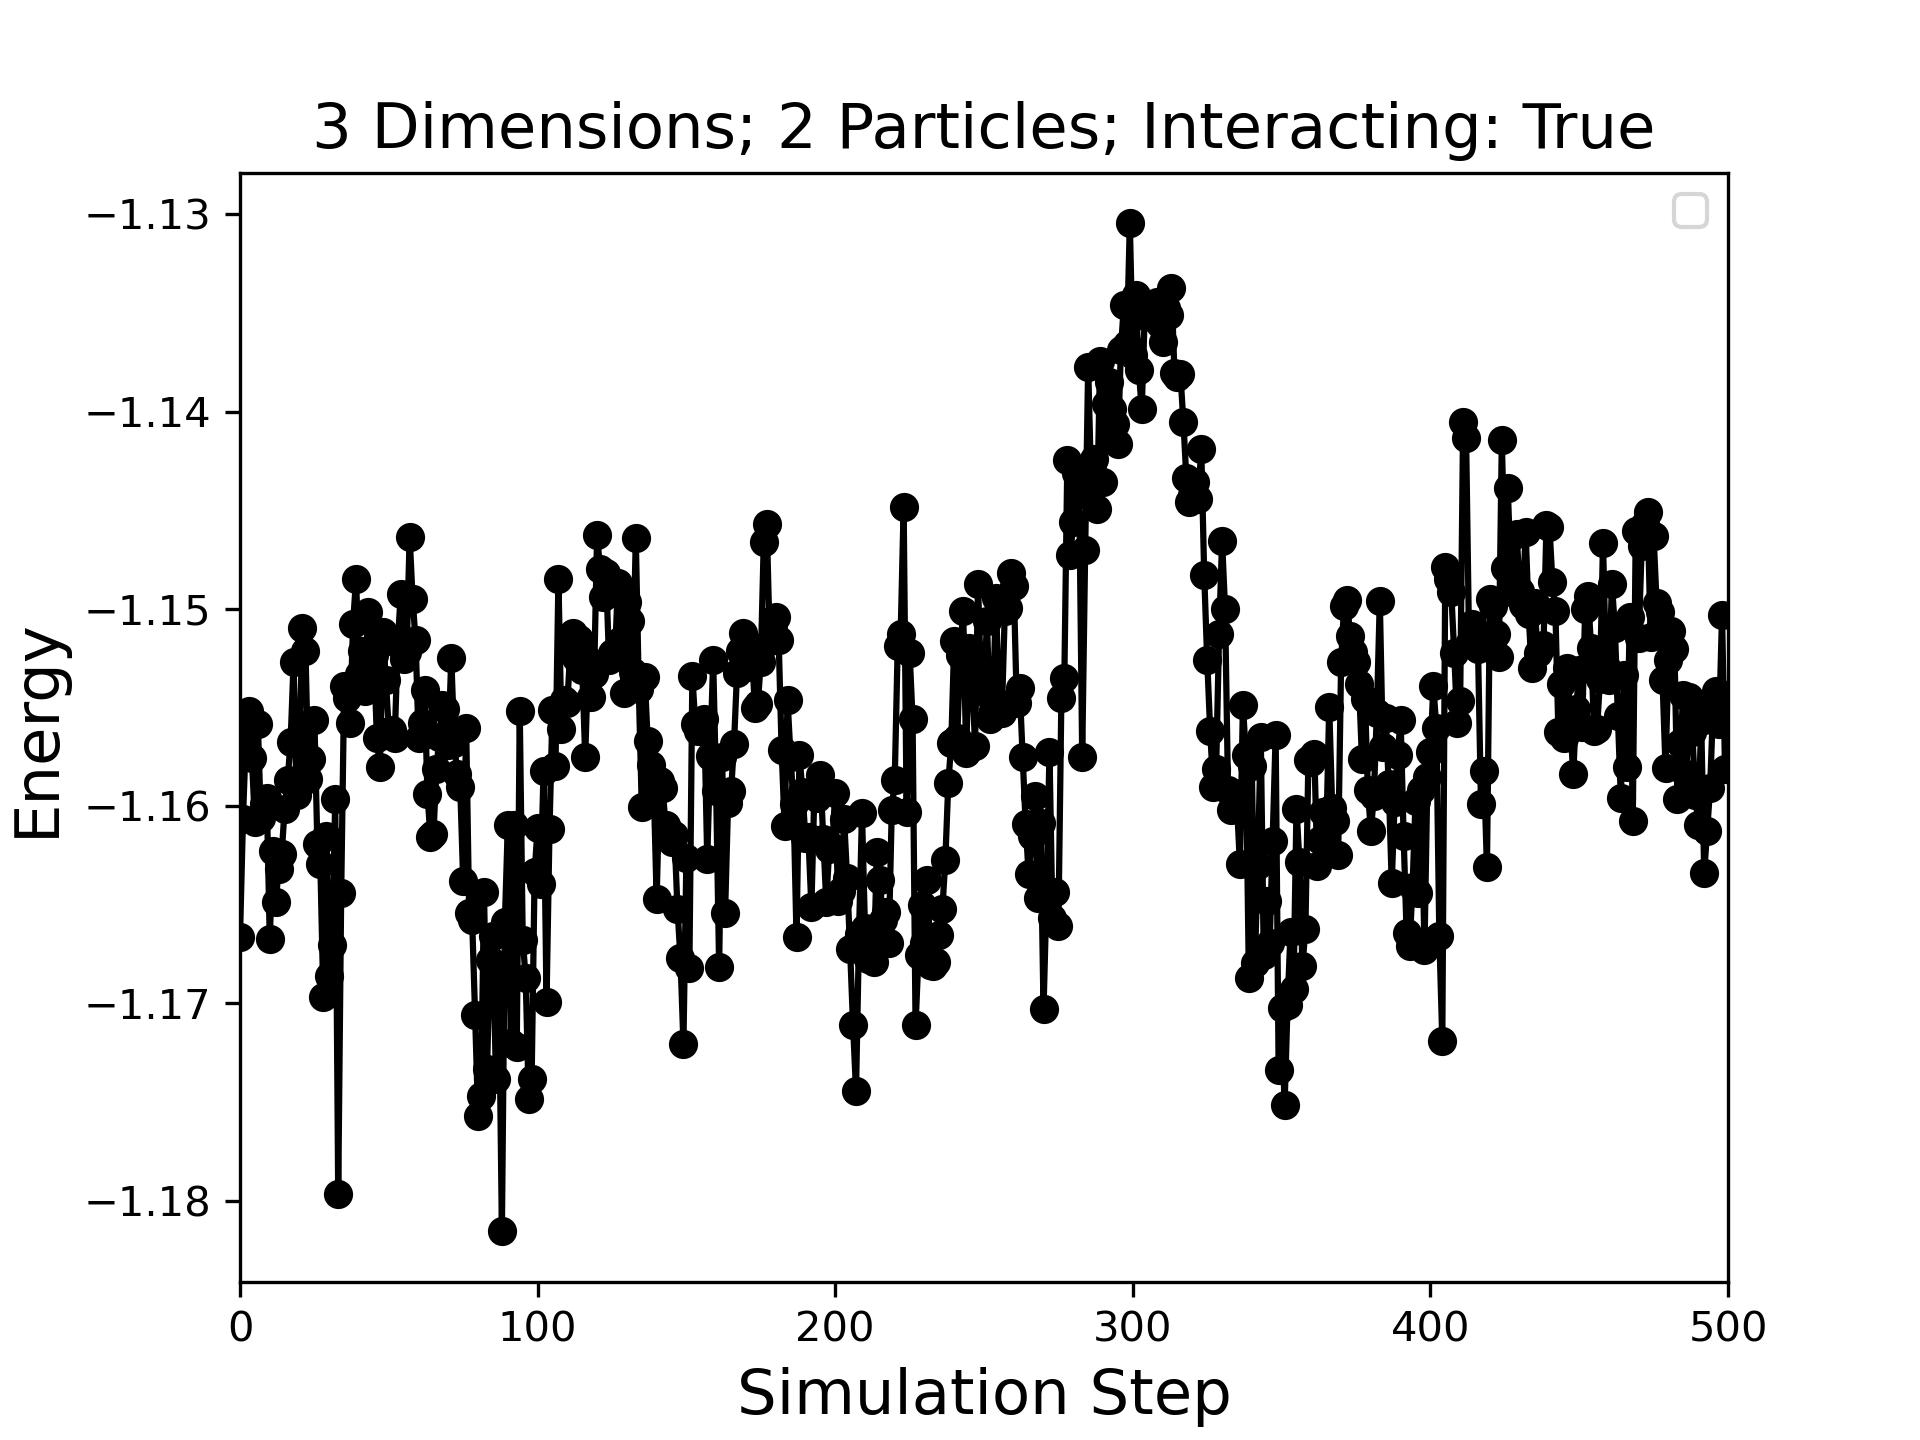 3 Dimensions; 2 Particles; Interacting: True
Energy
−1.13
−1.14
−1.15
−1.16
−1.17
−1.18
0 100 200 300 400 500
Simulation Step